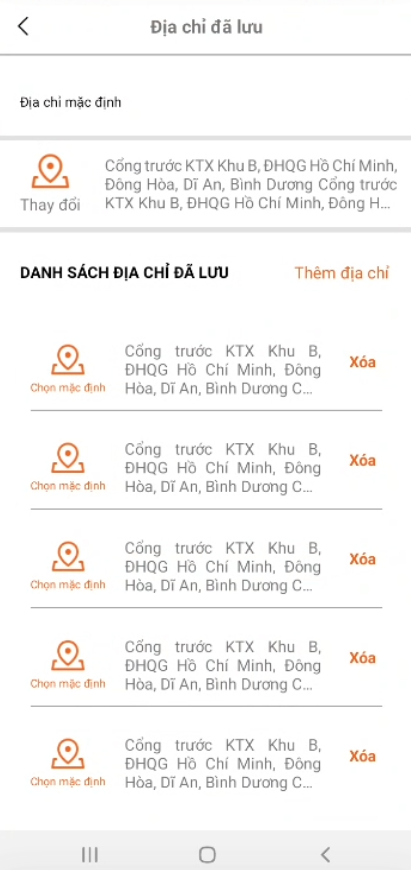 Địa chỉ đã lưu
Địa chỉ mặc định
Cổng trước KTX Khu B, ĐHQG Hồ Chí Minh,
Đông Hòa, Dĩ An, Bình Dương Cổng trước
KTX Khu B, ĐHQG Hồ Chí Minh, Đông H...
Thay đổi
DANH SÁCH ĐỊA CHỈ ĐÃ LƯU
Thêm địa chỉ
Cổng trước KTX Khu B,
ĐHQG Hồ Chí Minh, Đông
Hòa, Dĩ An, Bình Dương C...
Chọn mặc định
Xóa
Cổng trước KTX Khu B,
ĐHQG Hồ Chí Minh, Đông
Hòa, Dĩ An, Bình Dương C...
Chọn mặc định
Xóa
Cổng trước KTX Khu B,
ĐHQG Hồ Chí Minh, Đông
Hòa, Dĩ An, Bình Dương C...
Chọn mặc định
Xóa
Cổng trước KTX Khu B,
ĐHQG Hồ Chí Minh, Đông
Hòa, Dĩ An, Bình Dương C...
Chọn mặc định
Xóa
Cổng trước KTX Khu B,
ĐHQG Hồ Chí Minh, Đông
Hòa, Dĩ An, Bình Dương C...
Chọn mặc định
Xóa